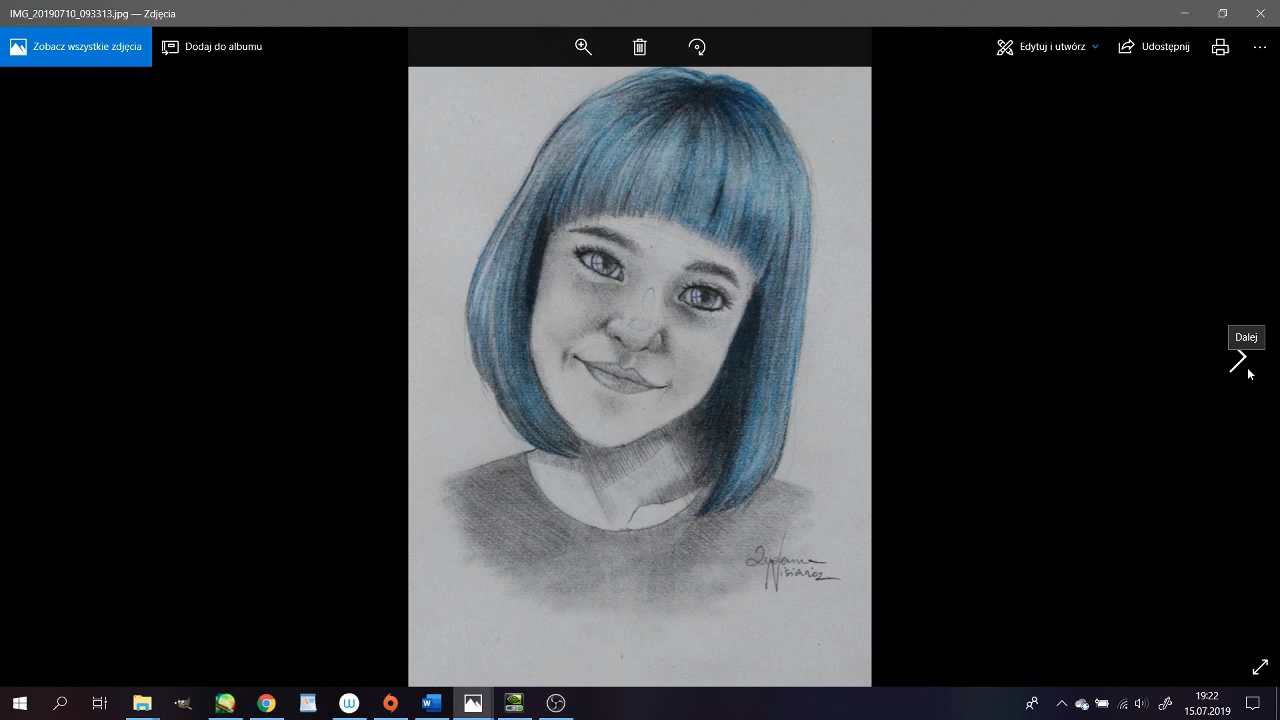 IMG_20190710_093313.jpg — Zdjęcia
Zobacz wszystkie zdjęcia
Dodaj do albumu
Edytuj i utwórz
Udostępnij
Dalej
19:22
15.07.2019